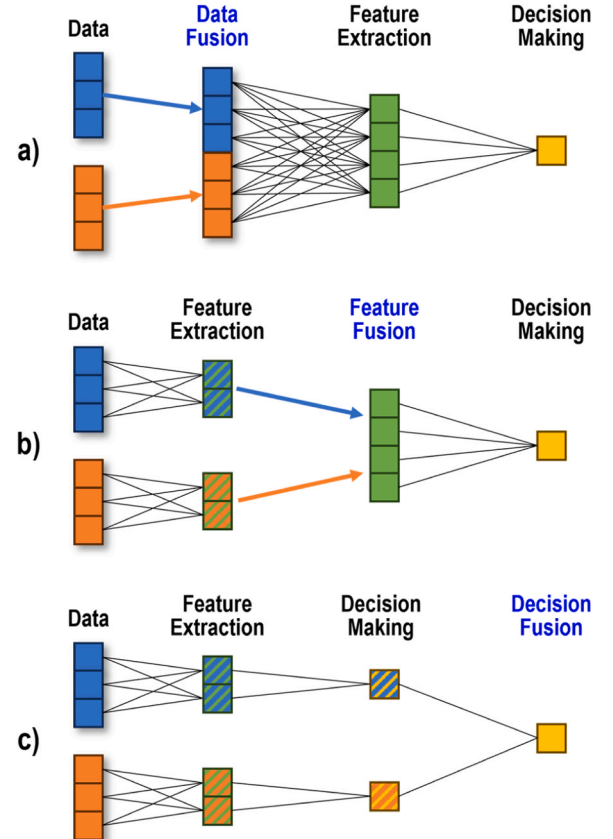 Data
Data
Fusion
Feature
Extraction
Decision
Making
a)
Data
Feature
Extraction
Feature
Fusion
Decision
Making
b)
Data
Feature
Extraction
Decision
Making
Decision
Fusion
c)